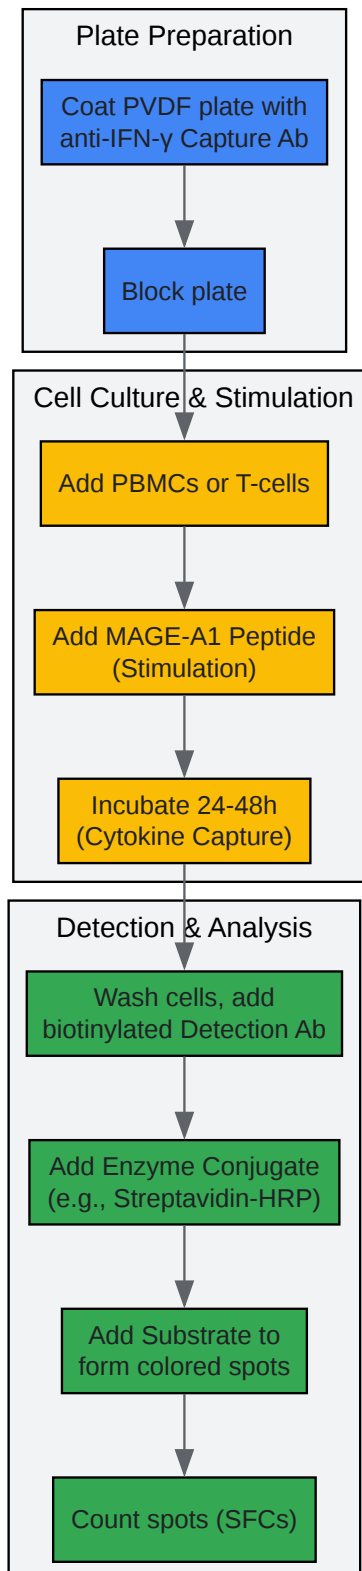 Plate Preparation
Coat PVDF plate with
anti-IFN-γ Capture Ab
Block plate
Cell Culture & Stimulation
Add PBMCs or T-cells
Add MAGE-A1 Peptide
(Stimulation)
Incubate 24-48h
(Cytokine Capture)
Detection & Analysis
Wash cells, add
biotinylated Detection Ab
Add Enzyme Conjugate
(e.g., Streptavidin-HRP)
Add Substrate to
form colored spots
Count spots (SFCs)